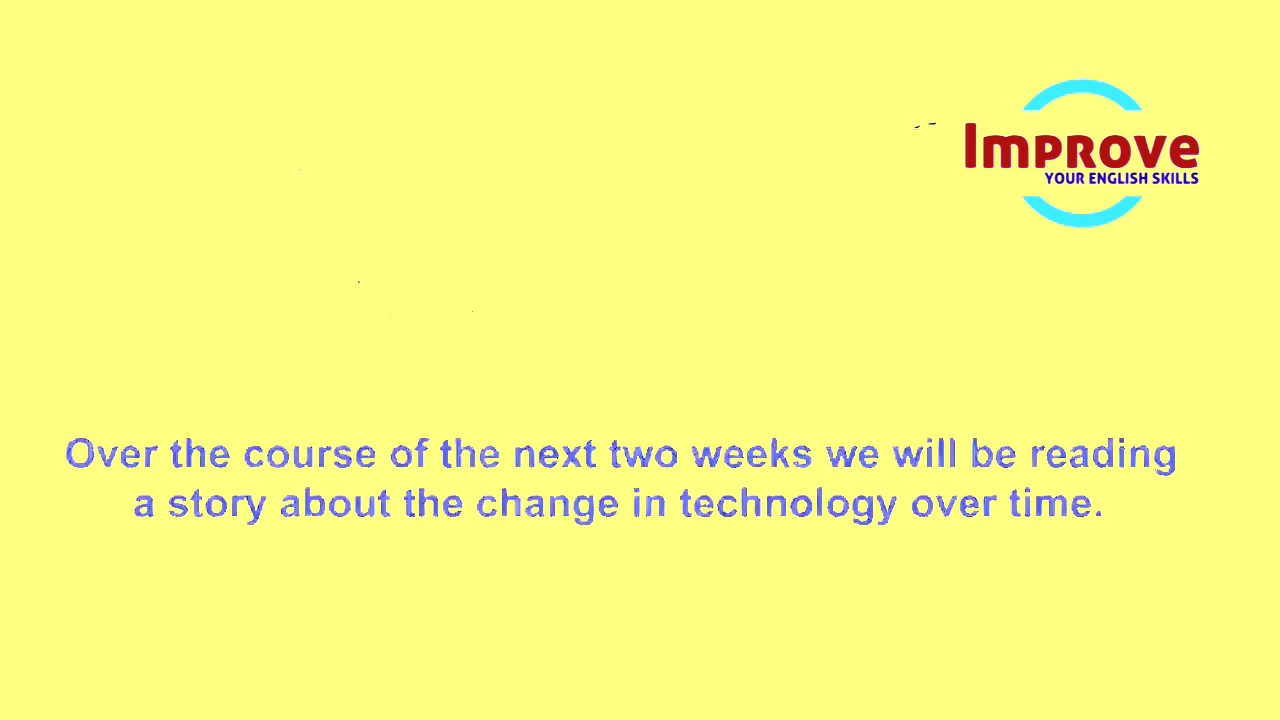 Improve
YOUR ENGLISH SKILLS
Over the course of the next two weeks we will be reading
a story about the change in technology over time.